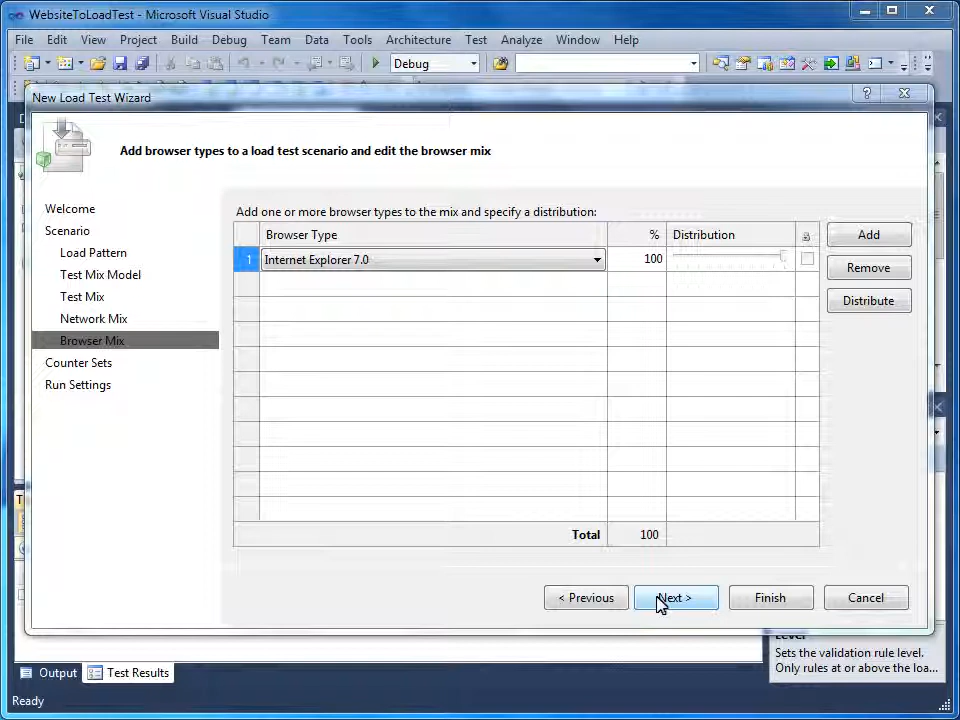 WebsiteToLoadTest - Microsoft Visual Studio
File Edit View Project Build Debug Team Data Tools Architecture Test Analyze Window Help
Debug
New Load Test Wizard
?
Add browser types to a load test scenario and edit the browser mix
Welcome
Scenario
Load Pattern
Test Mix Model
Test Mix
Network Mix
Browser Mix
Counter Sets
Run Settings
Add one or more browser types to the mix and specify a distribution:
Browser Type % Distribution
1 Internet Explorer 7.0 100
Total 100
Add
Remove
Distribute
< Previous Next > Finish Cancel
Level
Sets the validation rule level.
Only rules at or above the loa...
Output Test Results
Ready